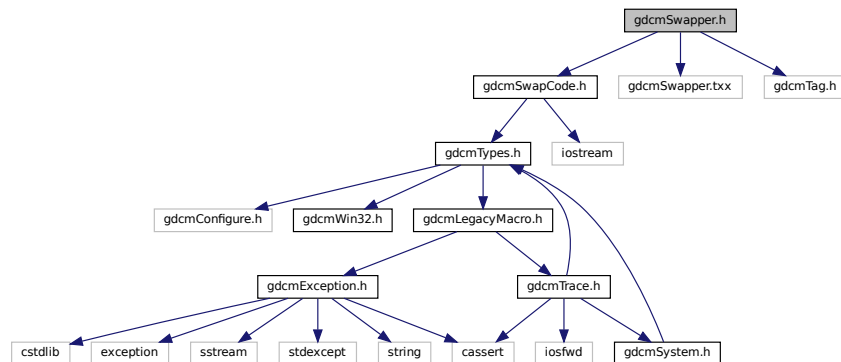 gdcmSwapper.h
gdcmSwapCode.h
gdcmSwapper.txx
gdcmTag.h
gdcmTypes.h
iostream
gdcmConfigure.h
gdcmWin32.h
gdcmLegacyMacro.h
gdcmException.h
gdcmTrace.h
cstdlib
exception
sstream
stdexcept
string
cassert
iosfwd
gdcmSystem.h